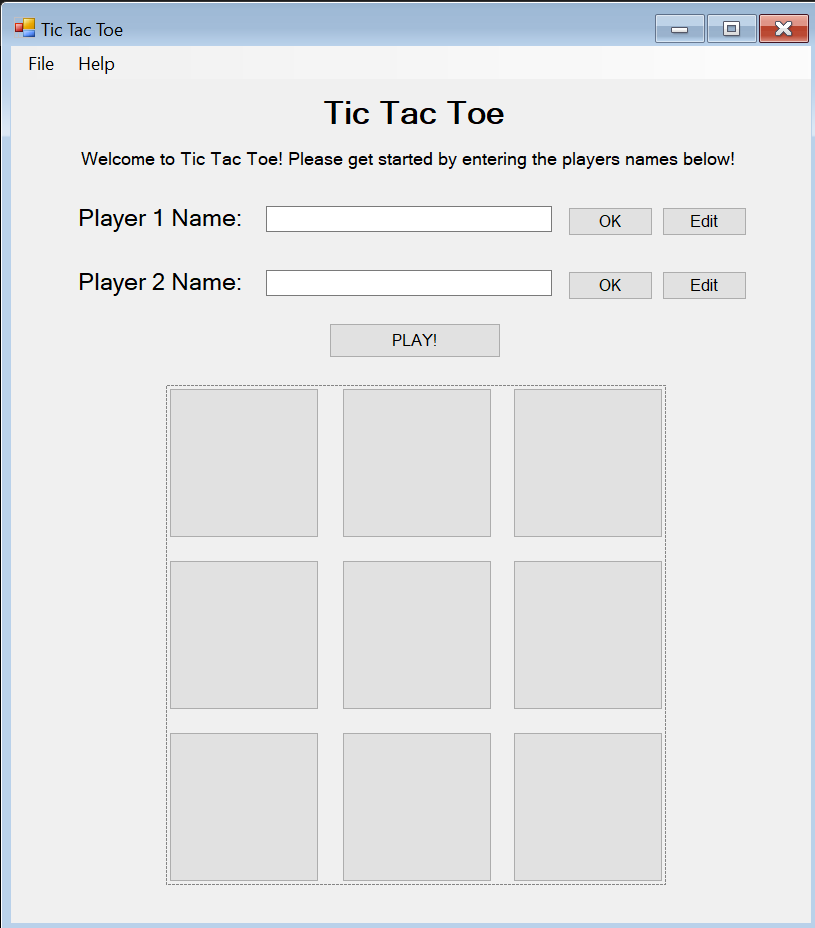 Tic Tac Toe
File Help
Tic Tac Toe
Welcome to Tic Tac Toe! Please get started by entering the players names below!
Player 1 Name: OK Edit
Player 2 Name: OK Edit
PLAY!